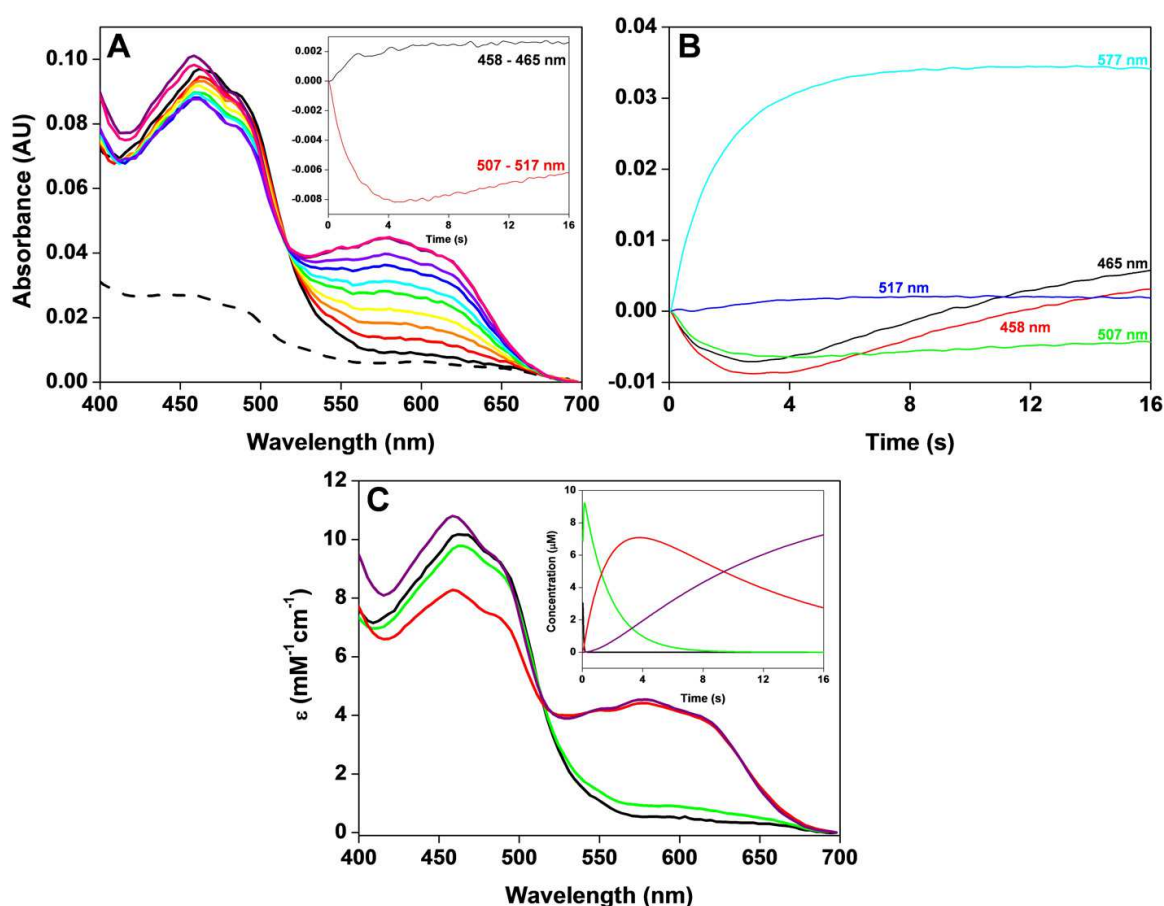 A
Absorbance (AU)
0.10
0.08
0.06
0.04
0.02
0.00
400 450 500 550 600 650 700
Wavelength (nm)
0.002
0.000
-0.002
-0.004
-0.006
-0.008
458 - 465 nm
507 - 517 nm
0 4 8 12 16
Time (s)
B
0.04
0.03
0.02
0.01
0.00
-0.01
577 nm
465 nm
517 nm
458 nm
507 nm
0 4 8 12 16
Time (s)
C
ε (mM-1cm-1)
12
10
8
6
4
2
0
400 450 500 550 600 650 700
Wavelength (nm)
Concentration (µM)
10
8
6
4
2
0
0 4 8 12 16
Time (s)